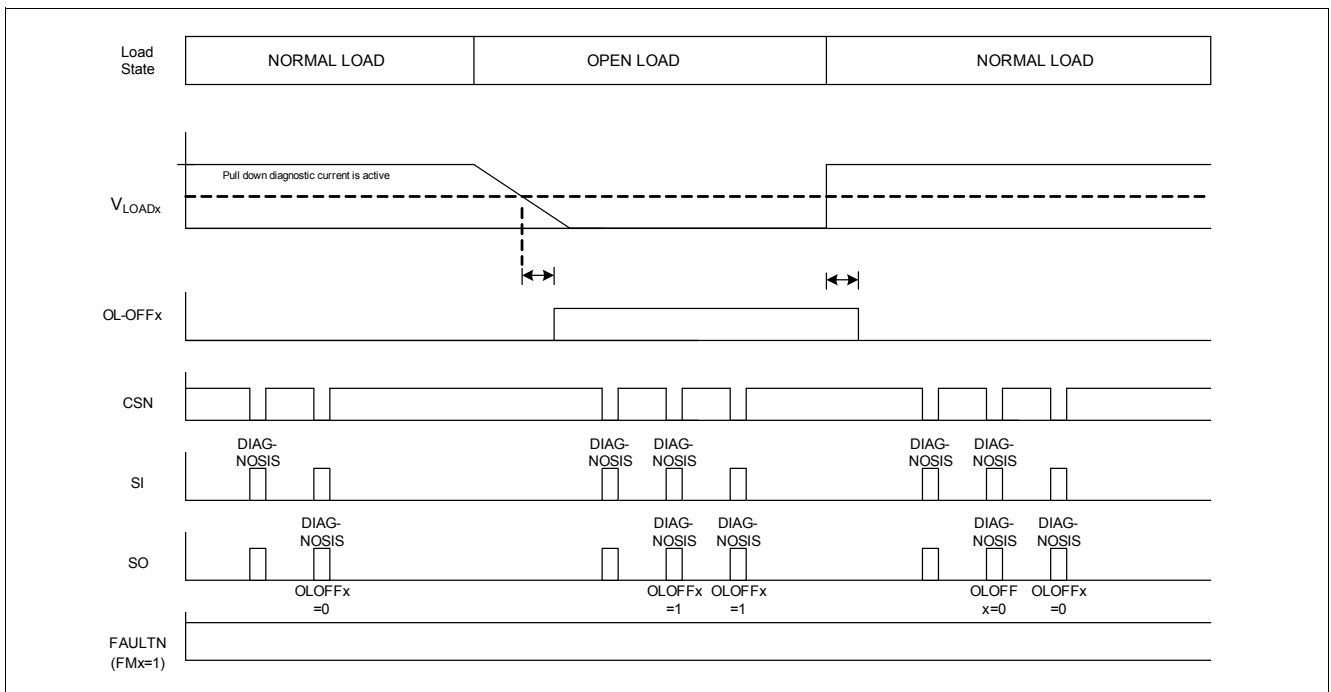 Load
State
NORMAL LOAD
OPEN LOAD
NORMAL LOAD
Pull down diagnostic current is active
VLOADx
OL-OFFx
CSN
DIAG-
NOSIS
DIAG-
NOSIS
DIAG-
NOSIS
DIAG-
NOSIS
DIAG-
NOSIS
SI
DIAG-
NOSIS
DIAG-
NOSIS
DIAG-
NOSIS
DIAG-
NOSIS
DIAG-
NOSIS
SO
OLOFFx
=0
OLOFFx
=1
OLOFFx
=1
OLOFF
x=0
OLOFFx
=0
FAULTN
(FMx=1)